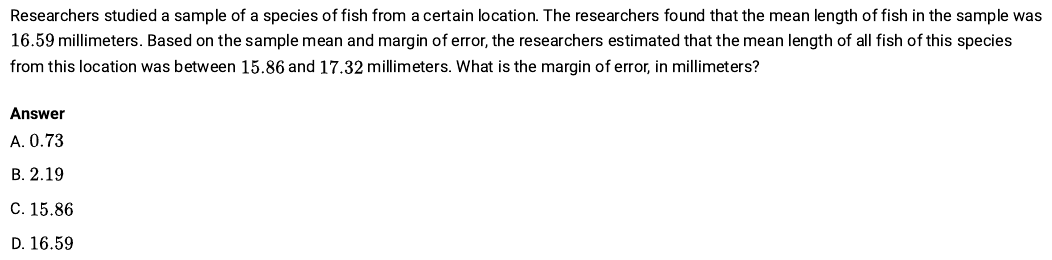 Researchers studied a sample of a species of fish from a certain location. The researchers found that the mean length of fish in the sample was
16.59 millimeters. Based on the sample mean and margin of error, the researchers estimated that the mean length of all fish of this species
from this location was between 15.86 and 17.32 millimeters. What is the margin of error, in millimeters?
Answer
A. 0.73
B. 2.19
C. 15.86
D. 16.59